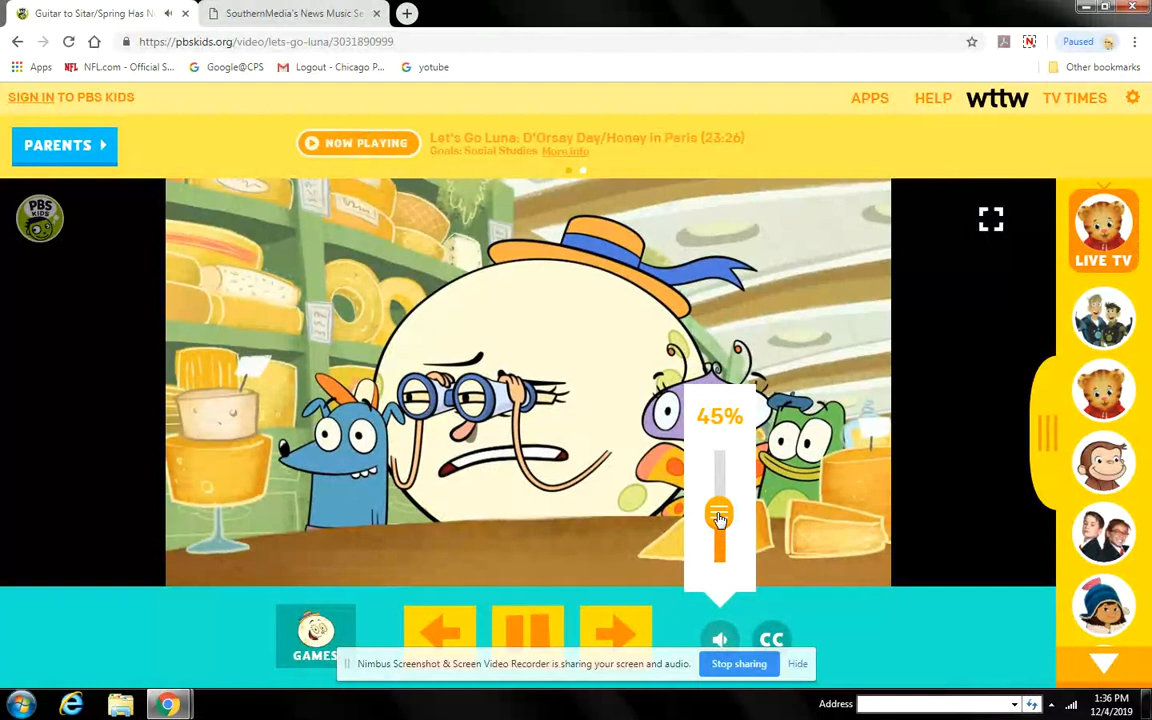 Guitar to Sitar/Spring Has N
SouthernMedia's News Music Se
https://pbskids.org/video/lets-go-luna/3031890999
Paused
Apps
NFL NFL.com - Official S...
Google@CPS
Logout - Chicago P...
yotube
Other bookmarks
SIGN IN TO PBS KIDS
APPS
HELP
wttw
TV TIMES
PARENTS
NOW PLAYING
Let's Go Luna: D'Orsay Day/Honey in Paris (23:26)
Goals: Social Studies More info
PBS KIDS
LIVE TV
45%
GAMES
CC
Nimbus Screenshot & Screen Video Recorder is sharing your screen and audio.
Stop sharing
Hide
Address
1:36 PM
12/4/2019